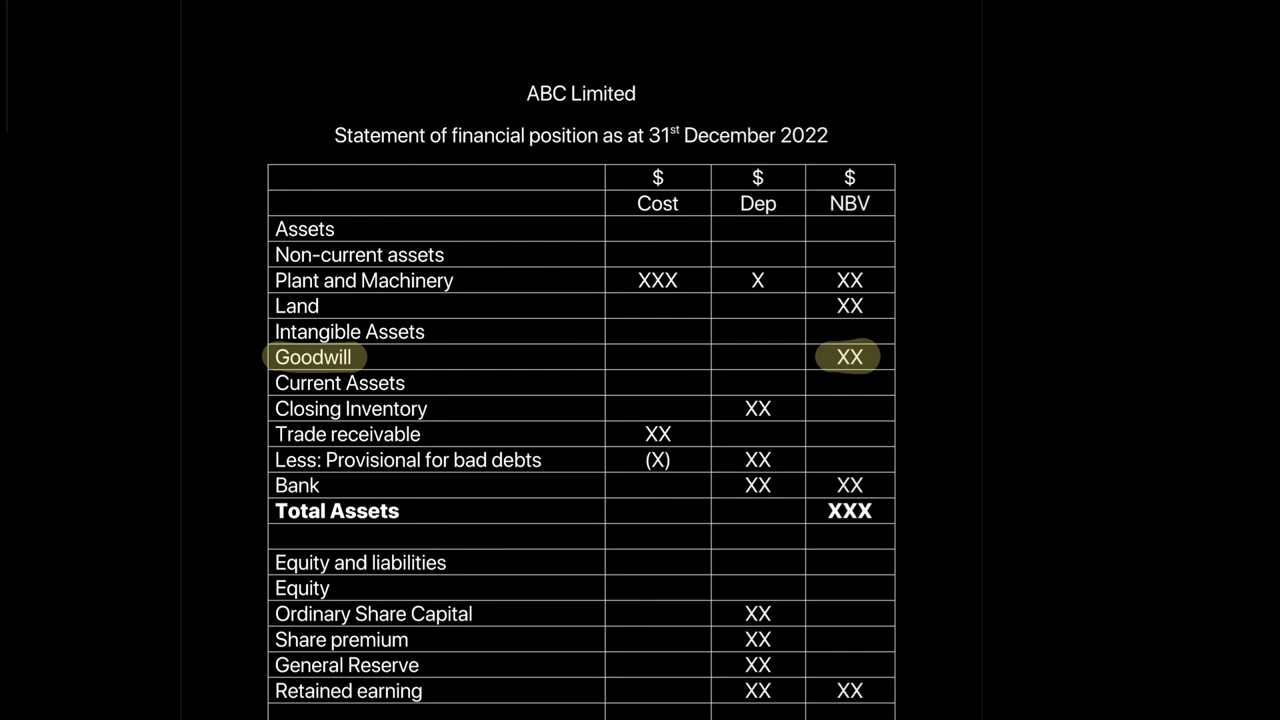 ABC Limited
Statement of financial position as at 31st December 2022
$ $ $
Cost Dep NBV
Assets
Non-current assets
Plant and Machinery XXX X XX
Land XX
Intangible Assets
Goodwill XX
Current Assets
Closing Inventory XX
Trade receivable XX
Less: Provisional for bad debts (X) XX
Bank XX XX
Total Assets XXX
Equity and liabilities
Equity
Ordinary Share Capital XX
Share premium XX
General Reserve XX
Retained earning XX XX